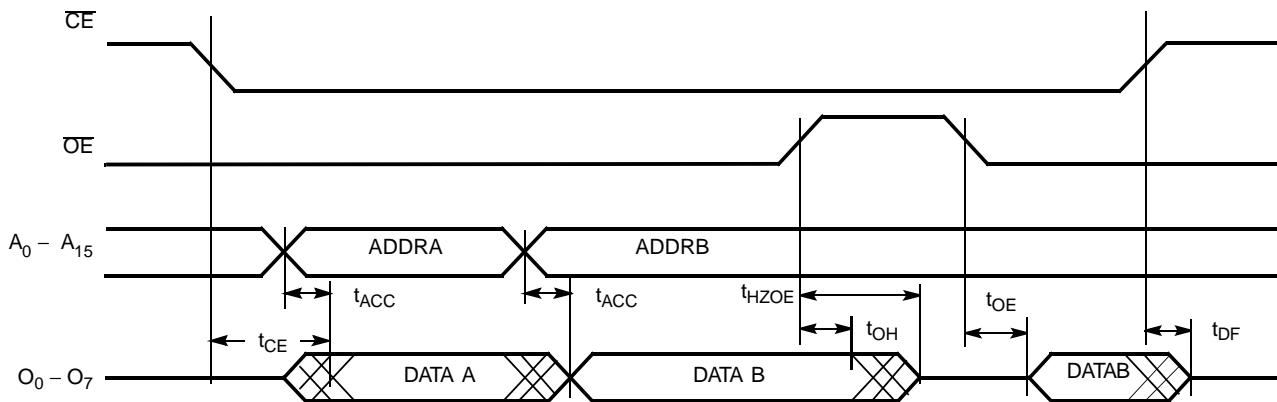 CE
OE
A0 – A15
ADDRA
ADDRB
tACC
tACC
tHZOE
tOE
tCE
tOH
tDF
O0 – O7
DATA A
DATA B
DATAB